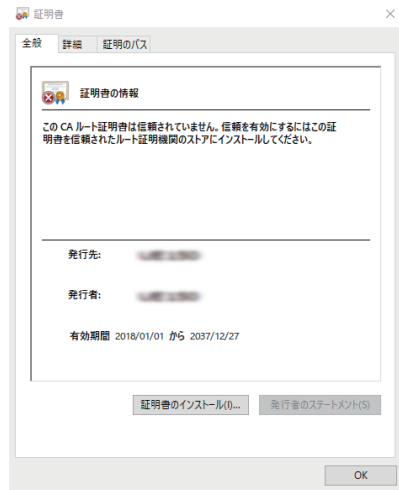 証明書
全般 詳細 証明のパス
証明書の情報
この CA ルート証明書は信頼されていません。信頼を有効にするにはこの証
明書を信頼されたルート証明機関のストアにインストールしてください。
発行先:
発行者:
有効期間 2018/01/01 から 2037/12/27
証明書のインストール(I)... 発行者のステートメント(S)
OK